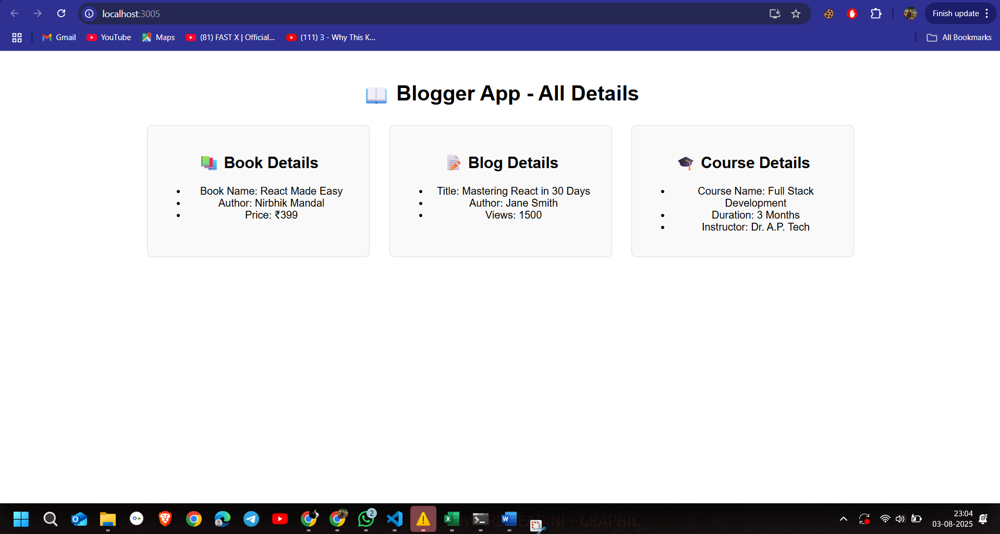 localhost:3005
Finish update
Gmail
YouTube
Maps
(81) FAST X | Official...
(111) 3 - Why This K...
All Bookmarks
📖 Blogger App - All Details
📚 Book Details
• Book Name: React Made Easy
• Author: Nirbhik Mandal
• Price: ₹399
📝 Blog Details
• Title: Mastering React in 30 Days
• Author: Jane Smith
• Views: 1500
🎓 Course Details
• Course Name: Full Stack
Development
• Duration: 3 Months
• Instructor: Dr. A.P. Tech
2
- GRAPHIC
23:04
03-08-2025